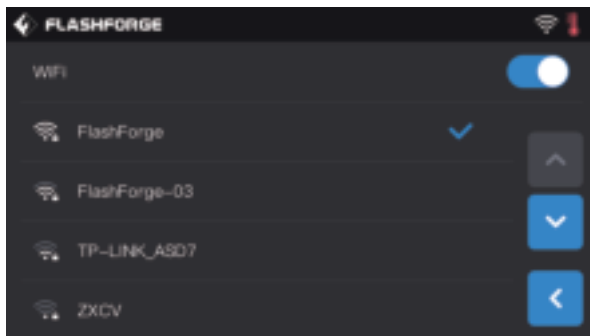 FLASHFORGE
WiFi
FlashForge
FlashForge-03
TP-LINK_ASD7
ZXCV